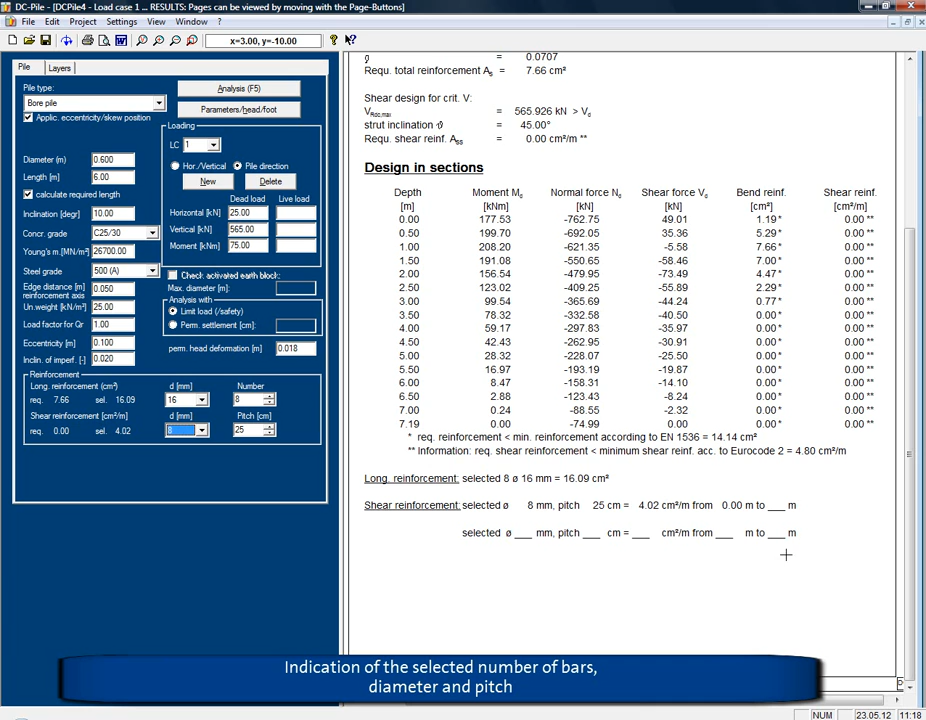 DC-Pile - [DCPile4 - Load case 1 ... RESULTS: Pages can be viewed by moving with the Page-Buttons]
File Edit Project Settings View Window ?
x=3.00, y=-10.00
Pile Layers
Pile type:
Bore pile
Analysis (F5)
Applic. eccentricity/skew position
Parameters/head/foot
Loading
LC 1
Diameter (m) 0.600
Hor./Vertical Pile direction
Length [m] 6.00
New Delete
calculate required length
Dead load Live load
Inclination [degr] 10.00
Horizontal [kN] 25.00
Concr. grade C25/30
Vertical [kN] 565.00
Young's m.[MN/m²] 26700.00
Moment [kNm] 75.00
Steel grade 500 (A)
Check activated earth block:
Edge distance [m]
reinforcement axis 0.050
Max. diameter [m]:
Un.weight [kN/m³] 25.00
Analysis with
Limit load (/safety)
Load factor for Qr 1.00
Perm. settlement [cm]:
Eccentricity [m] 0.100
perm. head deformation [m] 0.018
Inclin. of imperf. [-] 0.020
Reinforcement
Long. reinforcement (cm²) d [mm] Number
req. 7.66 sel. 16.09 16 8
Shear reinforcement [cm²/m] d [mm] Pitch [cm]
req. 0.00 sel. 4.02 8 25
= 0.0707
Requ. total reinforcement As = 7.66 cm²
Shear design for crit. V:
VRdc,max = 565.926 kN > Vd
strut inclination ϑ = 45.00°
Requ. shear reinf. Ass = 0.00 cm²/m **
Design in sections
Depth Moment Md Normal force Nd Shear force Vd Bend reinf. Shear reinf.
[m] [kNm] [kN] [kN] [cm²] [cm²/m]
0.00 177.53 -762.75 49.01 1.19 * 0.00 **
0.50 199.70 -692.05 35.36 5.29 * 0.00 **
1.00 208.20 -621.35 -5.58 7.66 * 0.00 **
1.50 191.08 -550.65 -58.46 7.00 * 0.00 **
2.00 156.54 -479.95 -73.49 4.47 * 0.00 **
2.50 123.02 -409.25 -55.89 2.29 * 0.00 **
3.00 99.54 -365.69 -44.24 0.77 * 0.00 **
3.50 78.32 -332.58 -40.50 0.00 * 0.00 **
4.00 59.17 -297.83 -35.97 0.00 * 0.00 **
4.50 42.43 -262.95 -30.91 0.00 * 0.00 **
5.00 28.32 -228.07 -25.50 0.00 * 0.00 **
5.50 16.97 -193.19 -19.87 0.00 * 0.00 **
6.00 8.47 -158.31 -14.10 0.00 * 0.00 **
6.50 2.88 -123.43 -8.24 0.00 * 0.00 **
7.00 0.24 -88.55 -2.32 0.00 * 0.00 **
7.19 0.00 -74.99 0.00 0.00 * 0.00 **
* req. reinforcement < min. reinforcement according to EN 1536 = 14.14 cm²
** Information: req. shear reinforcement < minimum shear reinf. acc. to Eurocode 2 = 4.80 cm²/m
Long. reinforcement: selected 8 ø 16 mm = 16.09 cm²
Shear reinforcement: selected ø 8 mm, pitch 25 cm = 4.02 cm²/m from 0.00 m to ___ m
selected ø ___ mm, pitch ___ cm = ___ cm²/m from ___ m to ___ m
Indication of the selected number of bars,
diameter and pitch
NUM 23.05.12 11:18